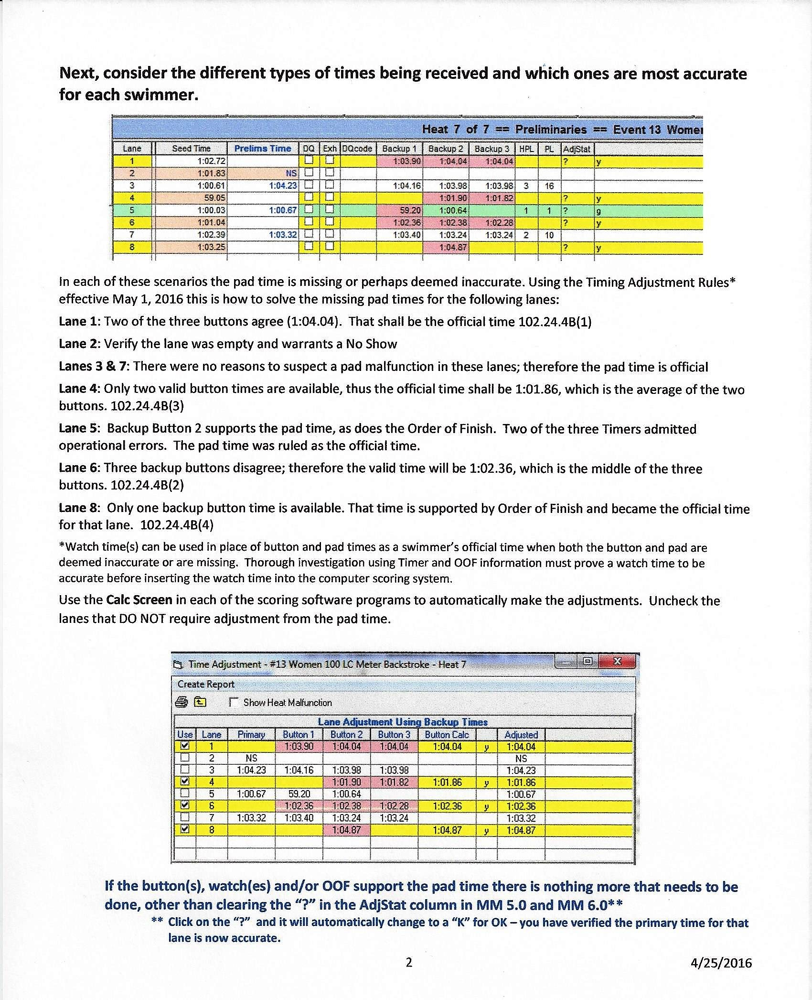 Next, consider the different types of times being received and which ones are most accurate
for each swimmer.
Heat 7 of 7 == Preliminaries == Event 13 Women
Lane Seed Time Prelims Time DQ Exh DQcode Backup 1 Backup 2 Backup 3 HPL PL AdjStat
1 1:02.72 1:03.90 1:04.04 1:04.04 ? y
2 1:01.83 NS
3 1:00.61 1:04.23 1:04.16 1:03.98 1:03.98 3 16
4 59.05 1:01.90 1:01.82 ? y
5 1:00.03 1:00.67 59.20 1:00.64 1 1 ? g
6 1:01.04 1:02.36 1:02.38 1:02.28 ? y
7 1:02.39 1:03.32 1:03.40 1:03.24 1:03.24 2 10
8 1:03.25 1:04.87 ? y
In each of these scenarios the pad time is missing or perhaps deemed inaccurate. Using the Timing Adjustment Rules*
effective May 1, 2016 this is how to solve the missing pad times for the following lanes:
Lane 1: Two of the three buttons agree (1:04.04). That shall be the official time 102.24.4B(1)
Lane 2: Verify the lane was empty and warrants a No Show
Lanes 3 & 7: There were no reasons to suspect a pad malfunction in these lanes; therefore the pad time is official
Lane 4: Only two valid button times are available, thus the official time shall be 1:01.86, which is the average of the two
buttons. 102.24.4B(3)
Lane 5: Backup Button 2 supports the pad time, as does the Order of Finish. Two of the three Timers admitted
operational errors. The pad time was ruled as the official time.
Lane 6: Three backup buttons disagree; therefore the valid time will be 1:02.36, which is the middle of the three
buttons. 102.24.4B(2)
Lane 8: Only one backup button time is available. That time is supported by Order of Finish and became the official time
for that lane. 102.24.4B(4)
*Watch time(s) can be used in place of button and pad times as a swimmer's official time when both the button and pad are
deemed inaccurate or are missing. Thorough investigation using Timer and OOF information must prove a watch time to be
accurate before inserting the watch time into the computer scoring system.
Use the Calc Screen in each of the scoring software programs to automatically make the adjustments. Uncheck the
lanes that DO NOT require adjustment from the pad time.
Time Adjustment - #13 Women 100 LC Meter Backstroke - Heat 7
Create Report
Show Heat Malfunction
Lane Adjustment Using Backup Times
Use Lane Primary Button 1 Button 2 Button 3 Button Calc Adjusted
1 1:03.90 1:04.04 1:04.04 1:04.04 y 1:04.04
2 NS NS
3 1:04.23 1:04.16 1:03.98 1:03.98 1:04.23
4 1:01.90 1:01.82 1:01.86 y 1:01.86
5 1:00.67 59.20 1:00.64 1:00.67
6 1:02.36 1:02.38 1:02.28 1:02.36 y 1:02.36
7 1:03.32 1:03.40 1:03.24 1:03.24 1:03.32
8 1:04.87 1:04.87 y 1:04.87
If the button(s), watch(es) and/or OOF support the pad time there is nothing more that needs to be
done, other than clearing the "?" in the AdjStat column in MM 5.0 and MM 6.0**
** Click on the "?" and it will automatically change to a "K" for OK – you have verified the primary time for that
lane is now accurate.
2 4/25/2016